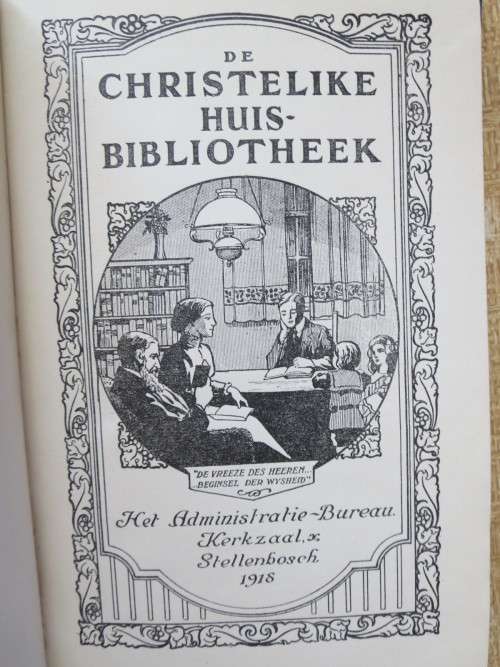 DE
CHRISTELIKE
HUIS-
BIBLIOTHEEK
"DE VREEZE DES HEEREN...
BEGINSEL DER WYSHEID"
Het Administratie-Bureau.
Kerkzaal.x,
Stellenbosch
1918